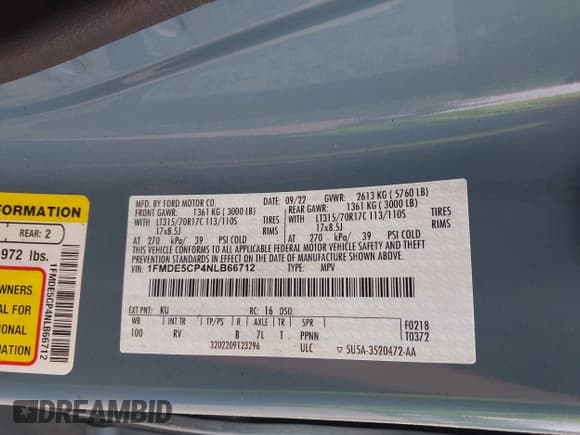 FORMATION
REAR: 2
972 lbs.
WNERS
AL FOR
TIONAL
ON
1FMDE5CP4NLB66712
MFD. BY FORD MOTOR CO.
09/22 GVWR: 2613 KG ( 5760 LB)
FRONT GAWR: 1361 KG ( 3000 LB)
REAR GAWR: 1361 KG ( 3000 LB)
LT315/70R17C 113/110S TIRES LT315/70R17C 113/110S TIRES
17x8.5J RIMS 17x8.5J RIMS
AT 270 kPa/ 39 PSI COLD AT 270 kPa/ 39 PSI COLD
THIS VEHICLE CONFORMS TO ALL APPLICABLE FEDERAL MOTOR VEHICLE SAFETY AND THEFT
PREVENTION STANDARDS IN EFFECT ON THE DATE OF MANUFACTURE SHOWN ABOVE.
VIN: 1FMDE5CP4NLB66712 TYPE: MPV
EXT PNT: KU RC: 16 DSO:
WB INT TR TP/PS R AXLE TR SPR F0218
100 RV B 7L T PPNN T0372
3202209123296 ULC ▽ 5U5A-3520472-AA
DREAMBID